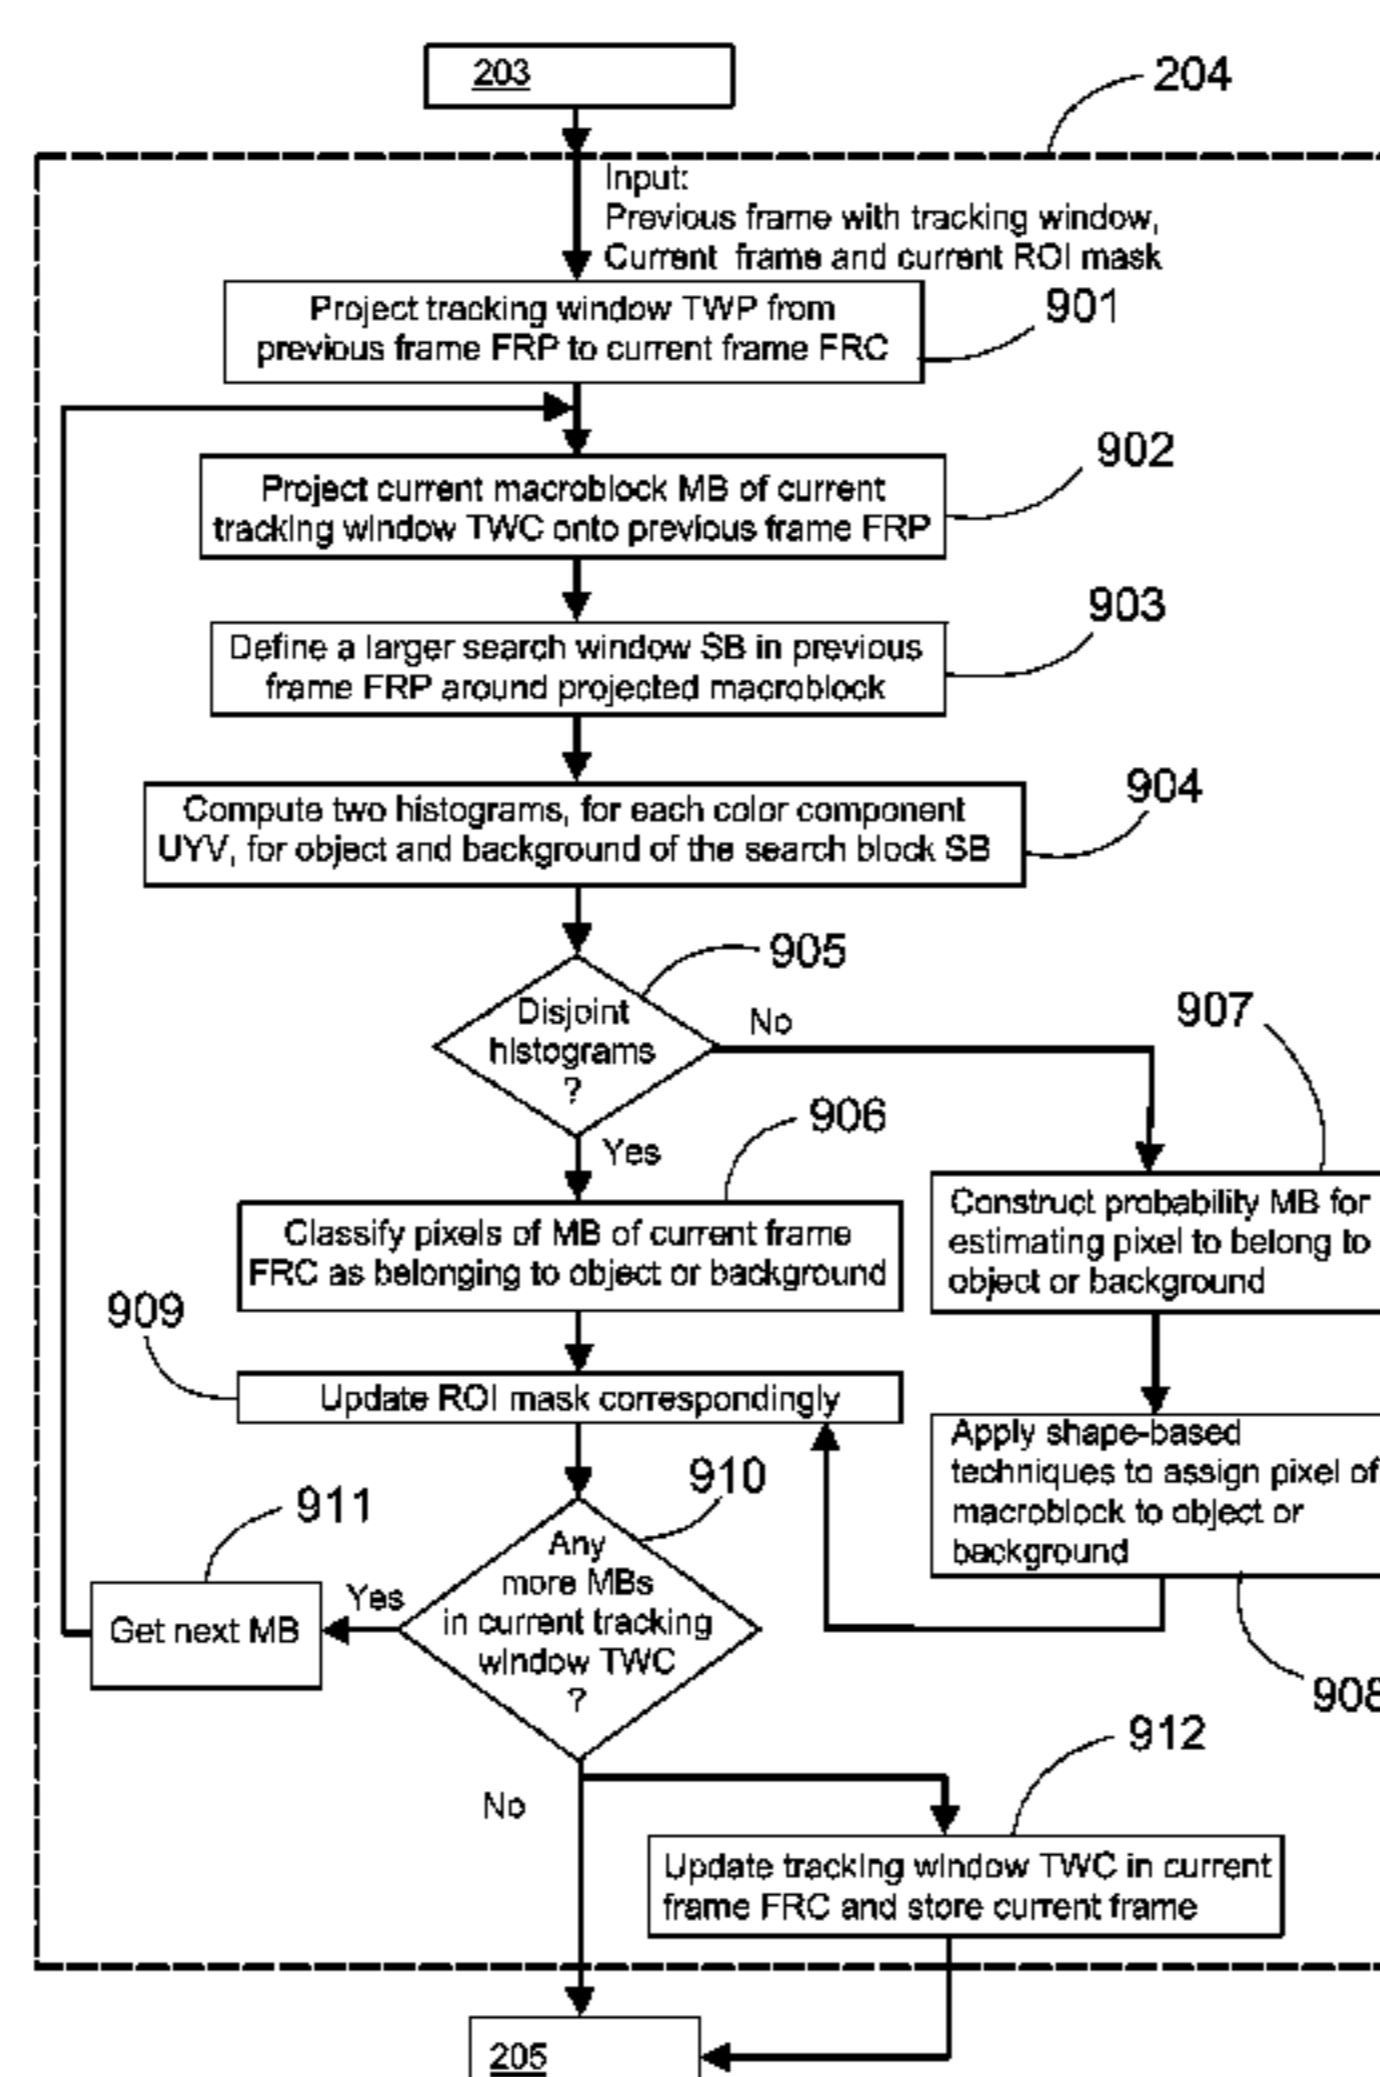 203
204
Input:
Previous frame with tracking window,
Current frame and current ROI mask
Project tracking window TWP from
previous frame FRP to current frame FRC
901
902
Project current macroblock MB of current
tracking window TWC onto previous frame FRP
903
Define a larger search window SB in previous
frame FRP around projected macroblock
904
Compute two histograms, for each color component
UYV, for object and background of the search block SB
905
Disjoint
histograms
?
No
Yes
907
906
Classify pixels of MB of current frame
FRC as belonging to object or background
Construct probability MB for
estimating pixel to belong to
object or background
909
Update ROI mask correspondingly
Apply shape-based
techniques to assign pixel of
macroblock to object or
background
908
910
Any
more MBs
in current tracking
window TWC
?
911
Yes
Get next MB
No
912
Update tracking window TWC in current
frame FRC and store current frame
205